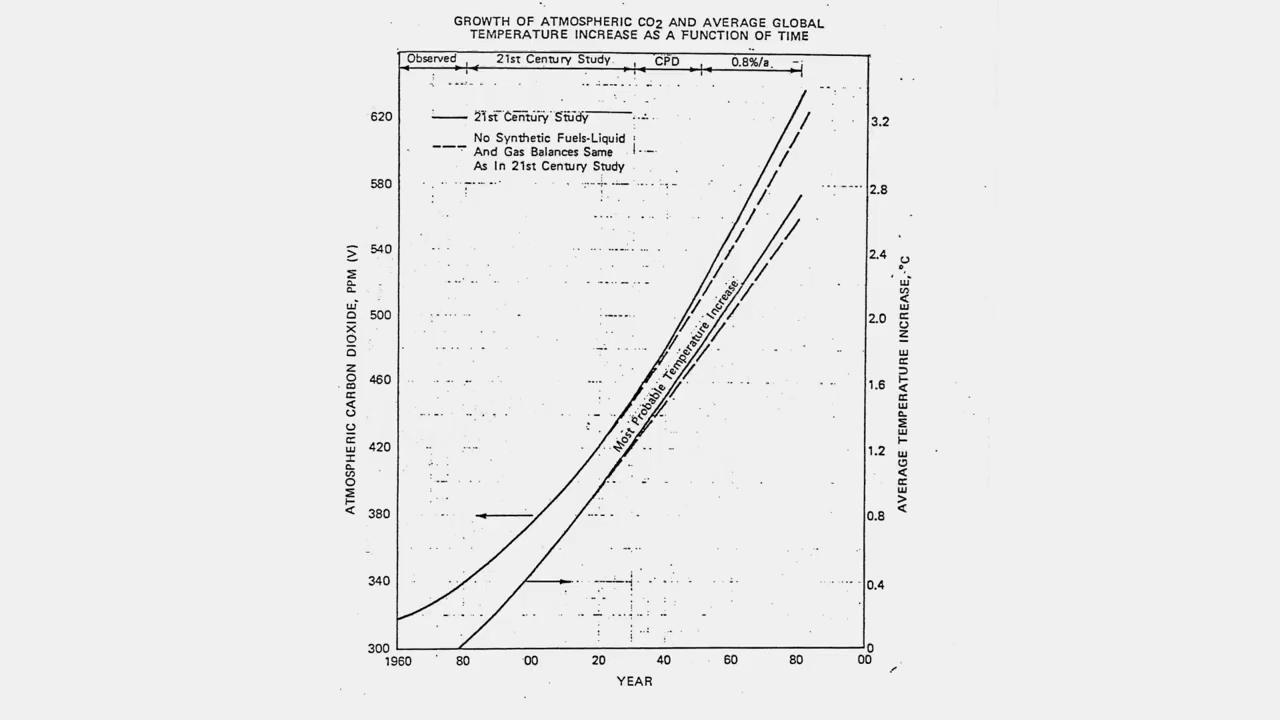 GROWTH OF ATMOSPHERIC CO2 AND AVERAGE GLOBAL
TEMPERATURE INCREASE AS A FUNCTION OF TIME
Observed 21st Century Study CPD 0.8%/a
21st Century Study
No Synthetic Fuels-Liquid
And Gas Balances Same
As In 21st Century Study
ATMOSPHERIC CARBON DIOXIDE, PPM (V)
620
580
540
500
460
420
380
340
300
Most Probable Temperature Increase
3.2
2.8
2.4
2.0
1.6
1.2
0.8
0.4
0
AVERAGE TEMPERATURE INCREASE, °C
1960 80 00 20 40 60 80 00
YEAR